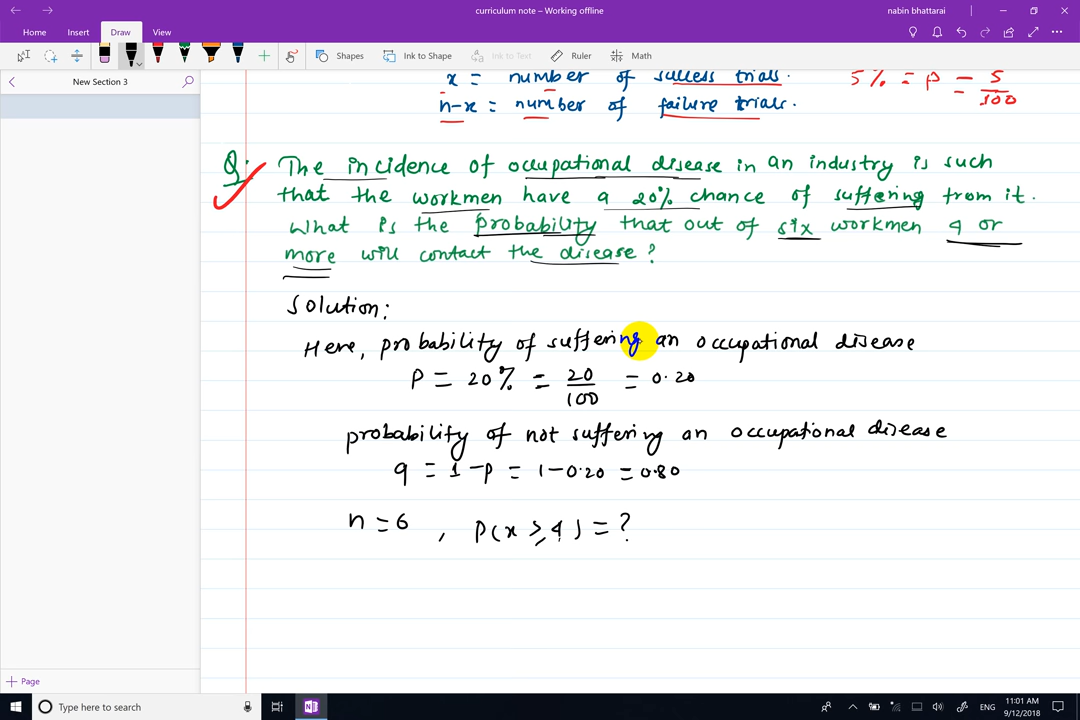 curriculum note – Working offline
nabin bhattarai
Home Insert Draw View
Shapes Ink to Shape Ink to Text Ruler Math
New Section 3
x = number of success trials. 5% = p = 5/100
n-x = number of failure trials.
Q: The incidence of occupational disease in an industry is such
that the workmen have a 20% chance of suffering from it.
What is the probability that out of six workmen 4 or
more will contact the disease?
Solution:
Here, probability of suffering an occupational disease
p = 20% = 20/100 = 0.20
probability of not suffering an occupational disease
q = 1-p = 1-0.20 = 0.80
n = 6, p(x ≥ 4) = ?
+ Page
Type here to search
ENG
11:01 AM
9/12/2018